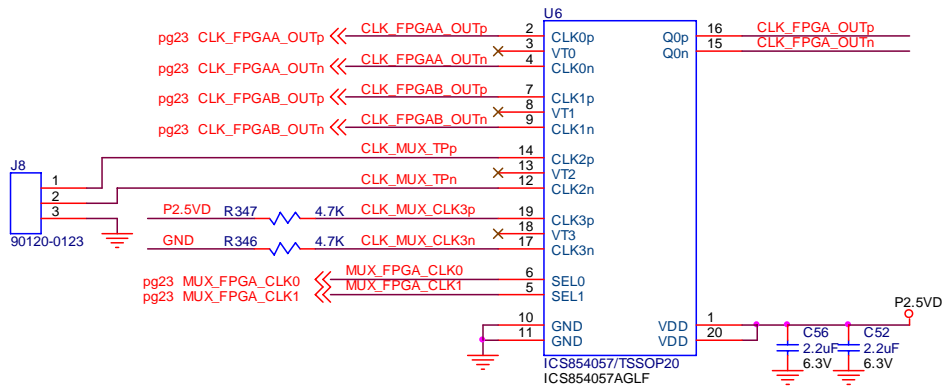 U6
pg23 CLK_FPGAA_OUTp CLK_FPGAA_OUTp 2 CLK0p Q0p 16 CLK_FPGA_OUTp
3 VT0 Q0n 15 CLK_FPGA_OUTn
pg23 CLK_FPGAA_OUTn CLK_FPGAA_OUTn 4 CLK0n
pg23 CLK_FPGAB_OUTp CLK_FPGAB_OUTp 7 CLK1p
8 VT1
pg23 CLK_FPGAB_OUTn CLK_FPGAB_OUTn 9 CLK1n
CLK_MUX_TPp 14 CLK2p
J8
13 VT2
1 CLK_MUX_TPn 12 CLK2n
2
3 P2.5VD R347 4.7K CLK_MUX_CLK3p 19 CLK3p
18 VT3
90120-0123 GND R346 4.7K CLK_MUX_CLK3n 17 CLK3n
pg23 MUX_FPGA_CLK0 MUX_FPGA_CLK0 6 SEL0
pg23 MUX_FPGA_CLK1 MUX_FPGA_CLK1 5 SEL1
P2.5VD
10 GND VDD 1
11 GND VDD 20
C56 C52
2.2uF 2.2uF
6.3V 6.3V
ICS854057/TSSOP20
ICS854057AGLF